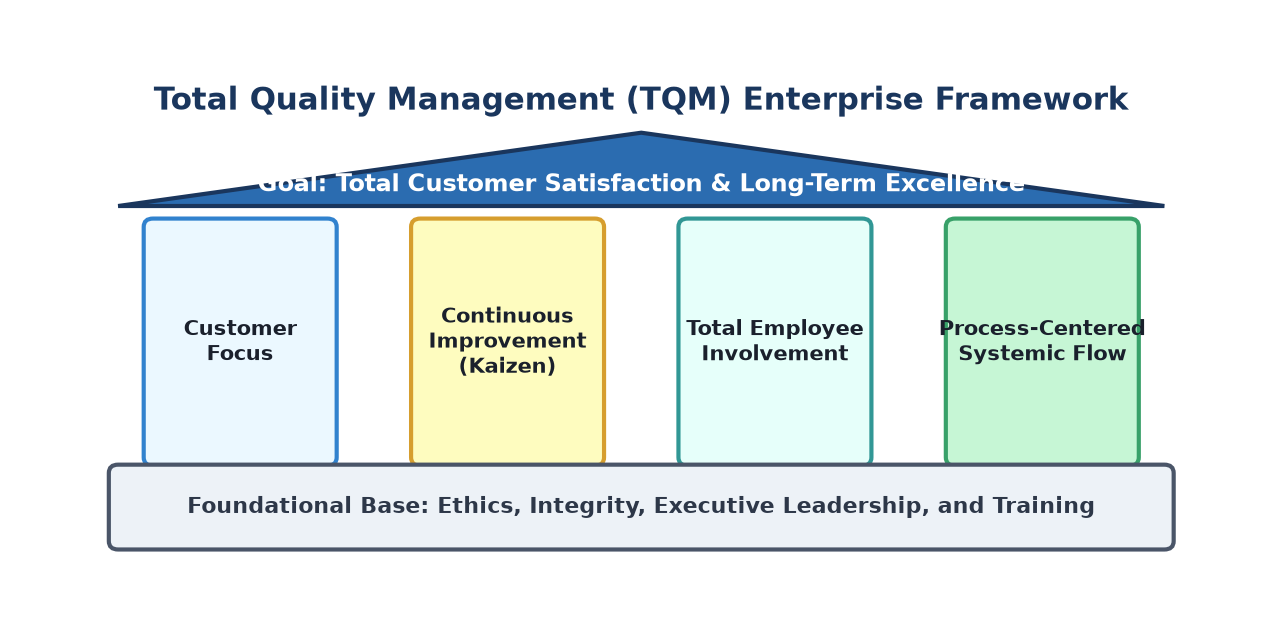 Total Quality Management (TQM) Enterprise Framework
Goal: Total Customer Satisfaction & Long-Term Excellence
Customer
Focus
Continuous
Improvement
(Kaizen)
Total Employee
Involvement
Process-Centered
Systemic Flow
Foundational Base: Ethics, Integrity, Executive Leadership, and Training